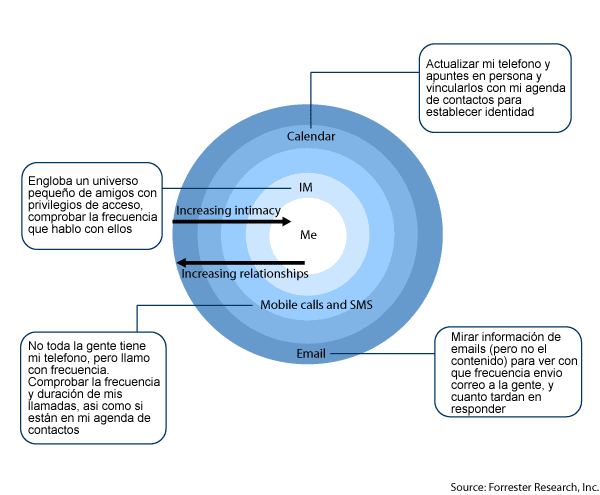 Actualizar mi telefono y
apuntes en persona y
vincularlos con mi agenda
de contactos para
establecer identidad
Calendar
Engloba un universo
pequeño de amigos con
privilegios de acceso,
comprobar la frecuencia
que hablo con ellos
IM
Increasing intimacy
Me
Increasing relationships
Mobile calls and SMS
No toda la gente tiene
mi telefono, pero llamo
con frecuencia.
Comprobar la frecuencia
y duración de mis
llamadas, asi como si
están en mi agenda de
contactos
Email
Mirar información de
emails (pero no el
contenido) para ver con
que frecuencia envio
correo a la gente, y
cuanto tardan en
responder
Source: Forrester Research, Inc.